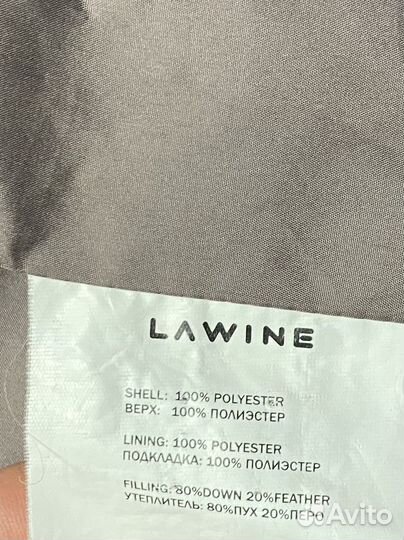 LAWINE
SHELL: 100% POLYESTER
ВЕРХ: 100% ПОЛИЭСТЕР
LINING: 100% POLYESTER
ПОДКЛАДКА: 100% ПОЛИЭСТЕР
FILLING: 80%DOWN 20%FEATHER
УТЕПЛИТЕЛЬ: 80%ПУХ 20%ПЕРО
Avito